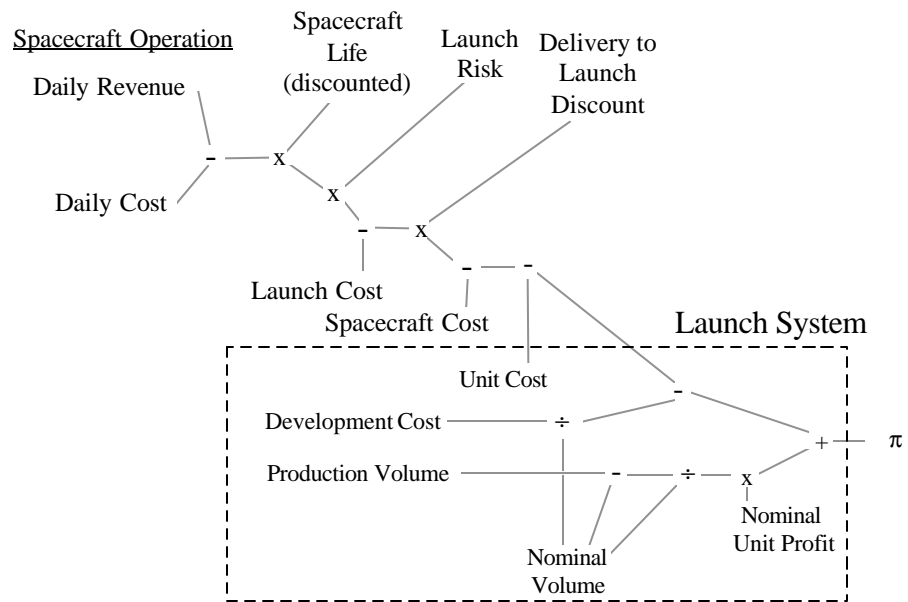 Spacecraft Operation
Spacecraft
Life
(discounted)
Launch
Risk
Delivery to
Launch
Discount
Daily Revenue
-
x
Daily Cost
x
-
x
Launch Cost
-
-
Spacecraft Cost
Launch System
Unit Cost
-
Development Cost
÷
+
π
Production Volume
-
÷
x
Nominal
Unit Profit
Nominal
Volume